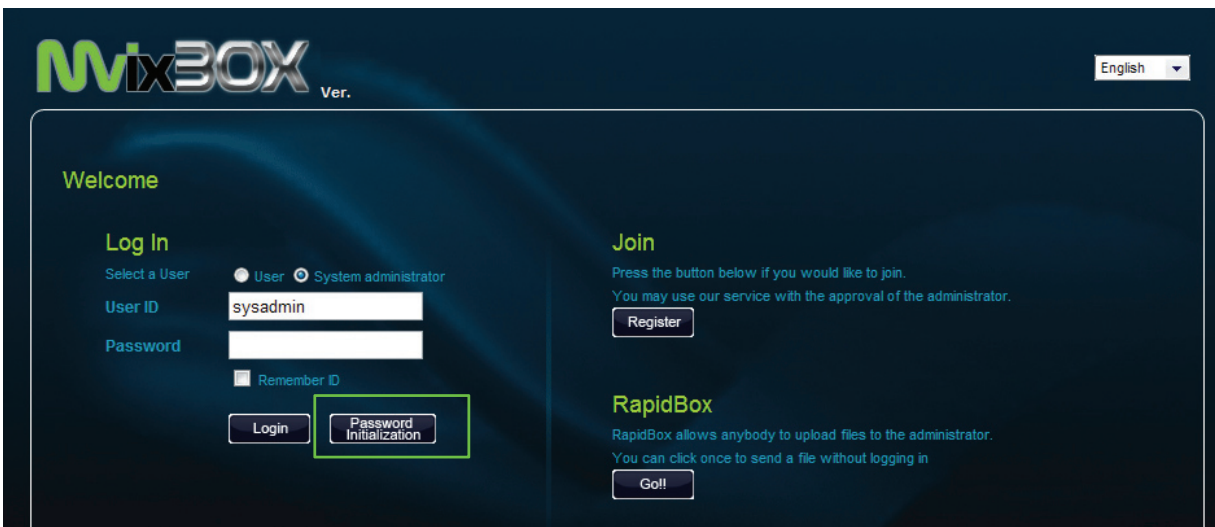 MvixBOX Ver.
English
Welcome
Log In
Select a User User System administrator
User ID sysadmin
Password
Remember ID
Login Password Initialization
Join
Press the button below if you would like to join.
You may use our service with the approval of the administrator.
Register
RapidBox
RapidBox allows anybody to upload files to the administrator.
You can click once to send a file without logging in
Go!!